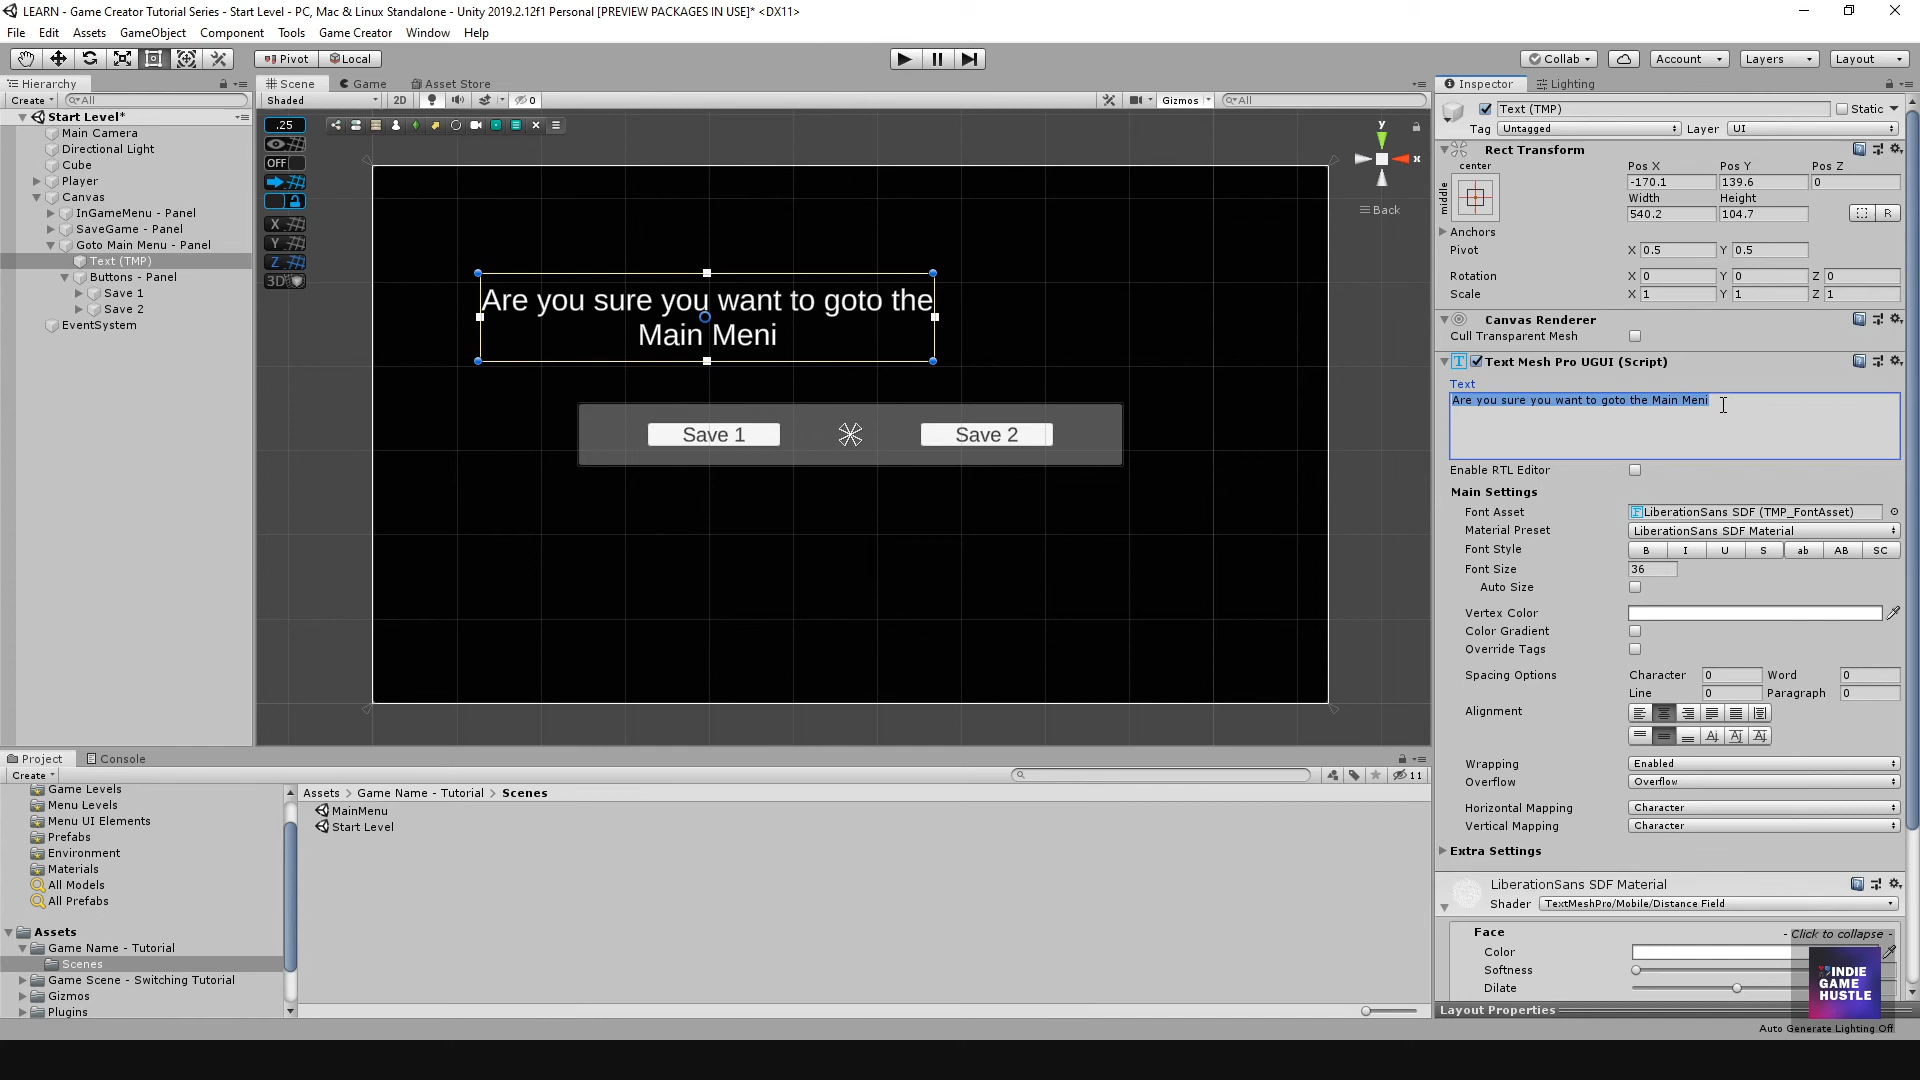 LEARN - Game Creator Tutorial Series - Start Level - PC, Mac & Linux Standalone - Unity 2019.2.12f1 Personal [PREVIEW PACKAGES IN USE]* <DX11>
File Edit Assets GameObject Component Tools Game Creator Window Help
Pivot Local Collab Account Layers Layout
Hierarchy
Create All
Start Level*
Main Camera
Directional Light
Cube
Player
Canvas
InGameMenu - Panel
SaveGame - Panel
Goto Main Menu - Panel
Text (TMP)
Buttons - Panel
Save 1
Save 2
EventSystem
Scene Game Asset Store
Shaded 2D 0 Gizmos All
.25
OFF
X
Y
Z
3D
y
x
Back
Are you sure you want to goto the
Main Meni
Save 1 Save 2
Inspector Lighting
Text (TMP) Static
Tag Untagged Layer UI
Rect Transform
center
middle
Pos X Pos Y Pos Z
-170.1 139.6 0
Width Height
540.2 104.7
R
Anchors
Pivot X 0.5 Y 0.5
Rotation X 0 Y 0 Z 0
Scale X 1 Y 1 Z 1
Canvas Renderer
Cull Transparent Mesh
Text Mesh Pro UGUI (Script)
Text
Are you sure you want to goto the Main Meni
Enable RTL Editor
Main Settings
Font Asset LiberationSans SDF (TMP_FontAsset)
Material Preset LiberationSans SDF Material
Font Style B I U S ab AB SC
Font Size 36
Auto Size
Vertex Color
Color Gradient
Override Tags
Spacing Options Character 0 Word 0
Line 0 Paragraph 0
Alignment
Wrapping Enabled
Overflow Overflow
Horizontal Mapping Character
Vertical Mapping Character
Extra Settings
LiberationSans SDF Material
Shader TextMeshPro/Mobile/Distance Field
Face - Click to collapse -
Color
Softness
Dilate
Layout Properties
INDIE
GAME
HUSTLE
Auto Generate Lighting Off
Project Console
Create 11
Game Levels
Menu Levels
Menu UI Elements
Prefabs
Environment
Materials
All Models
All Prefabs
Assets
Game Name - Tutorial
Scenes
Game Scene - Switching Tutorial
Gizmos
Plugins
Assets > Game Name - Tutorial > Scenes
MainMenu
Start Level